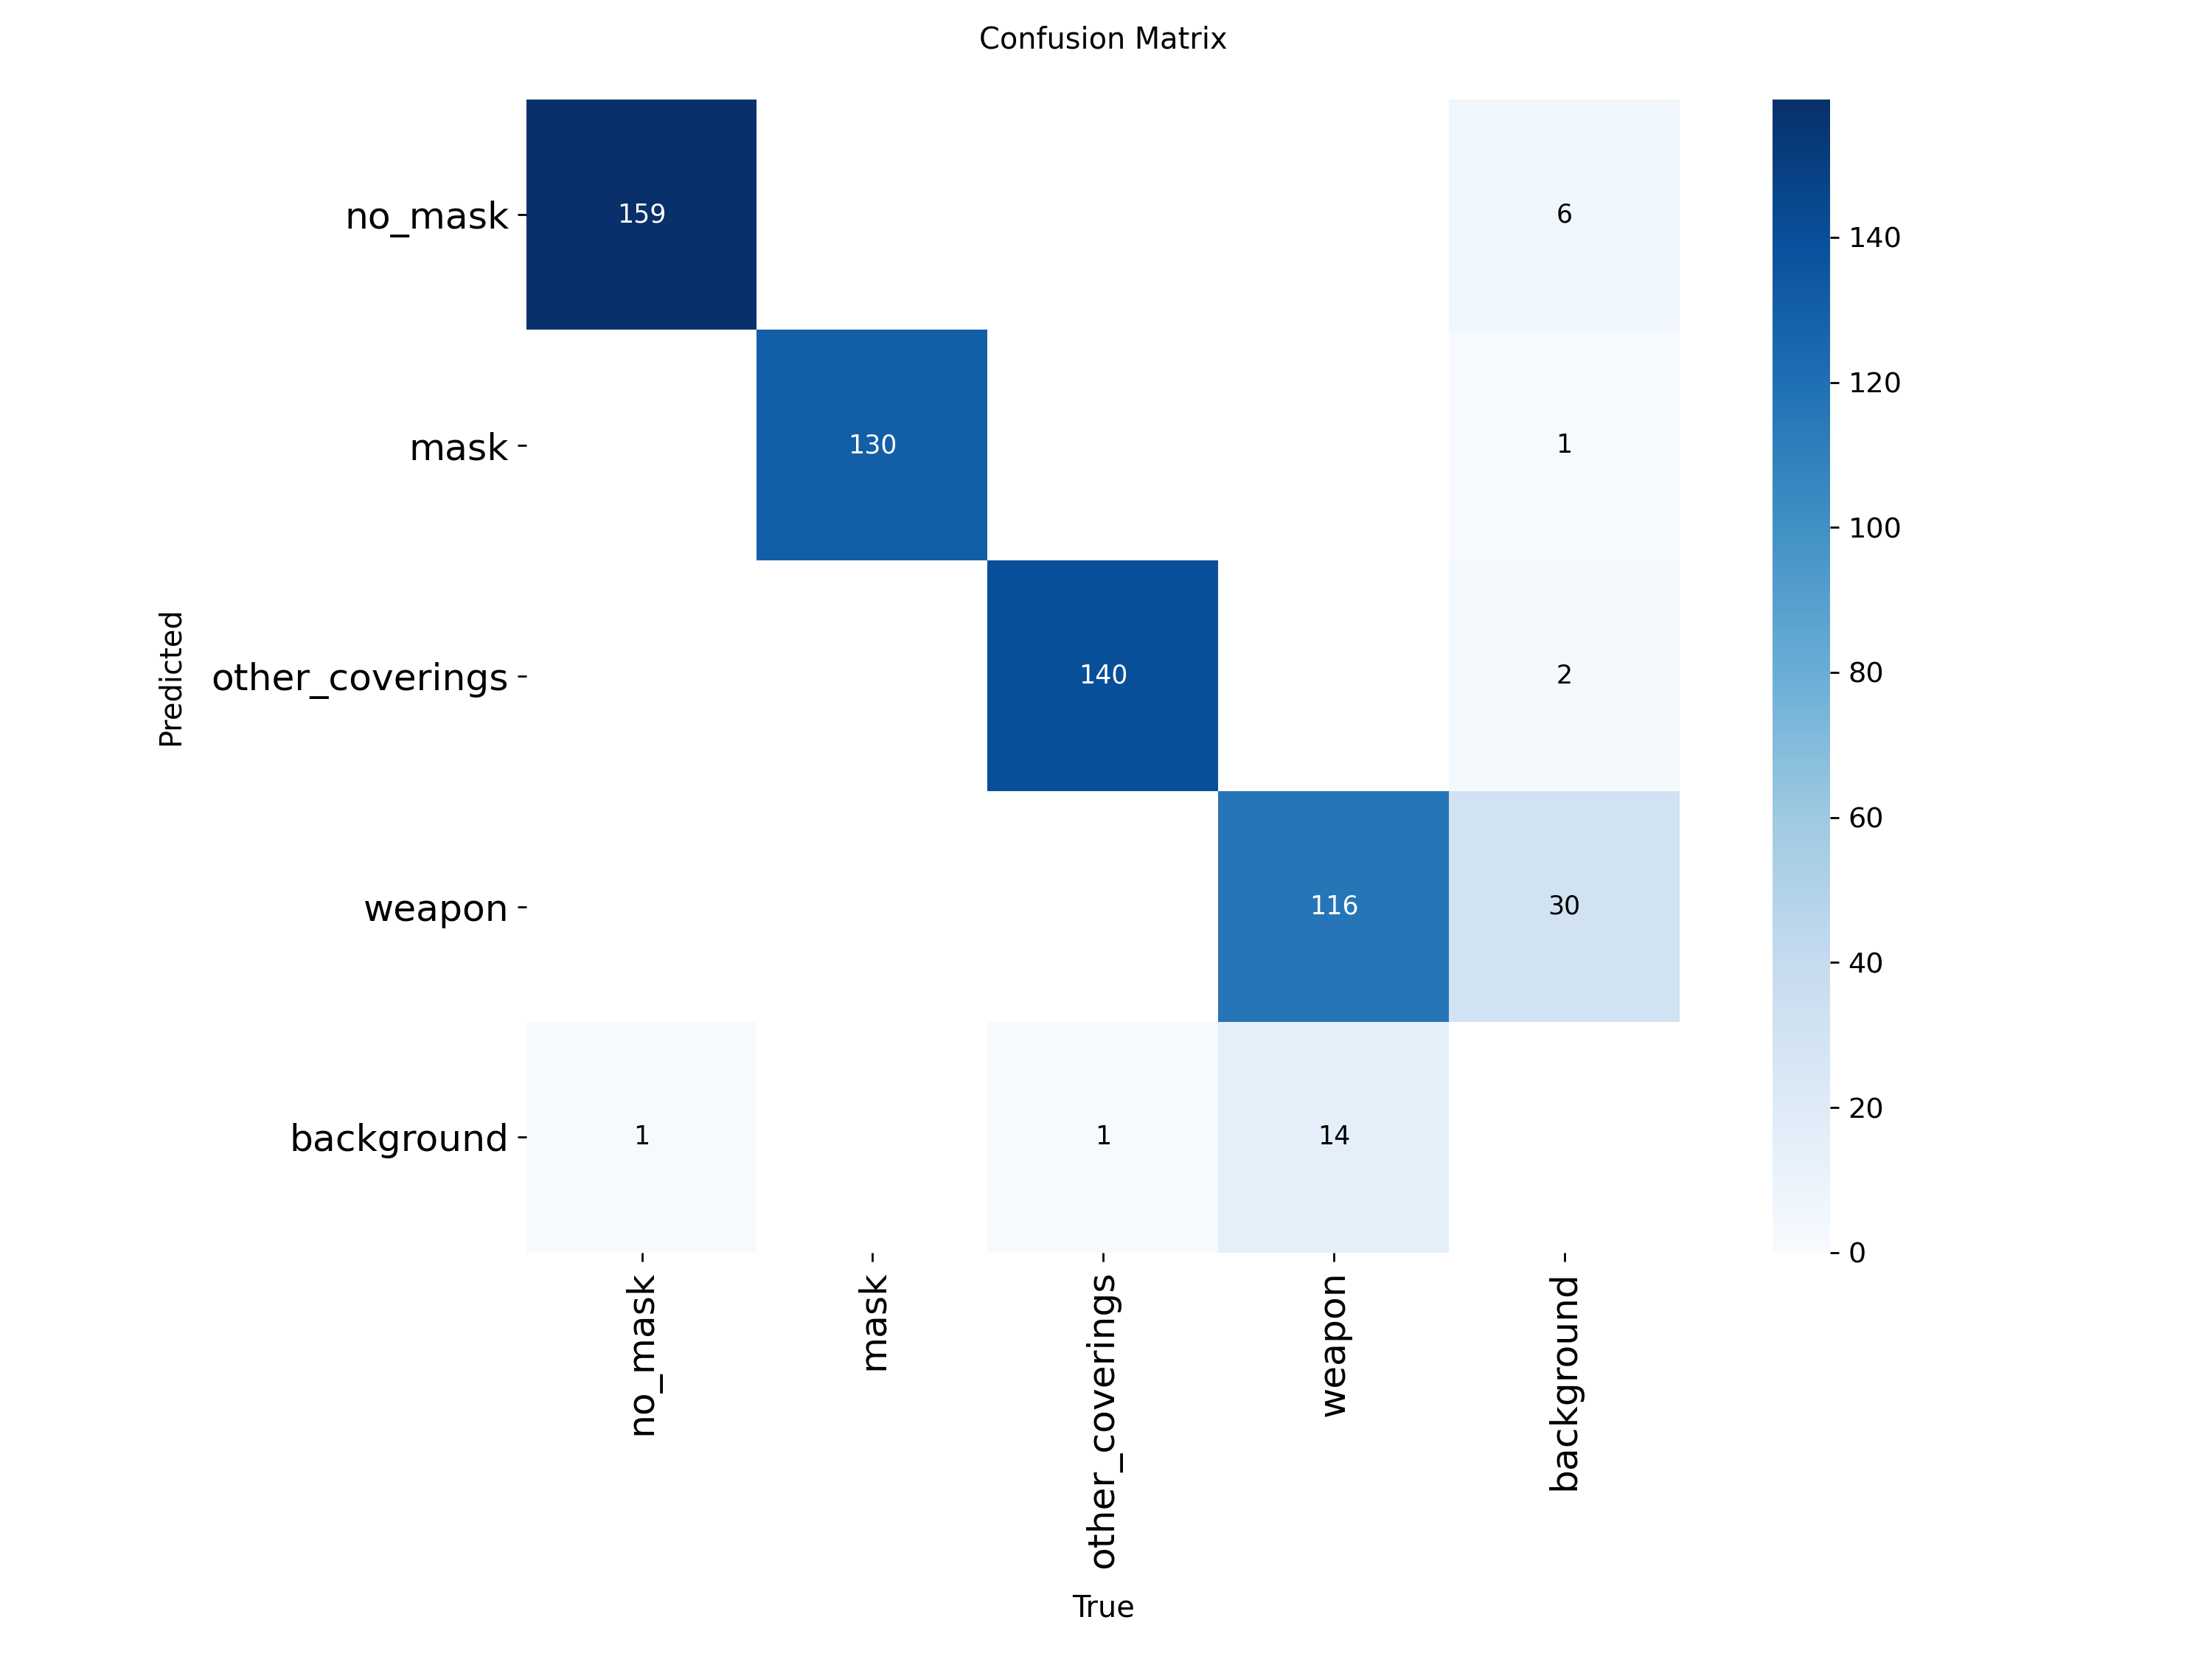 Confusion Matrix
no_mask
159
6
140
mask
130
1
120
100
Predicted
other_coverings
140
2
80
60
weapon
116
30
40
20
background
1
1
14
0
no_mask
mask
other_coverings
weapon
background
True